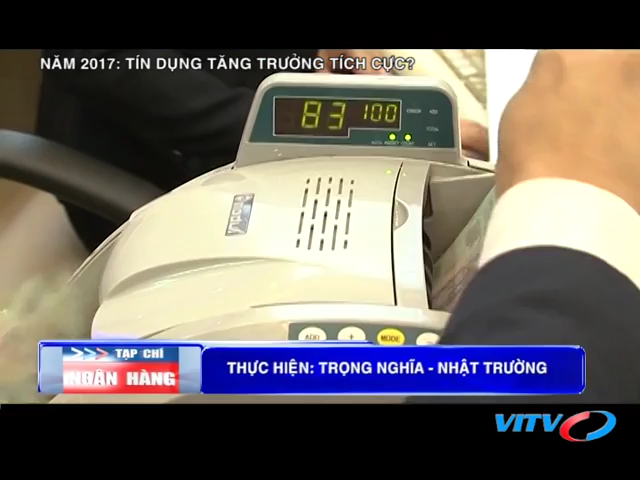 NĂM 2017: TÍN DỤNG TĂNG TRƯỞNG TÍCH CỰC?
83 100
ADD + MODE
TẠP CHÍ
NGÂN HÀNG
THỰC HIỆN: TRỌNG NGHĨA - NHẬT TRƯỜNG
VITV